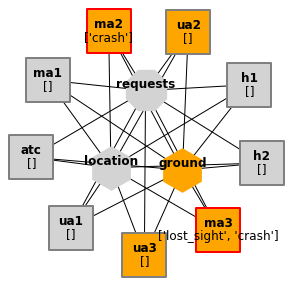 ma2
['crash']
ua2
[]
ma1
[]
requests
h1
[]
atc
[]
location
ground
h2
[]
ua1
[]
ma3
['lost_sight', 'crash']
ua3
[]